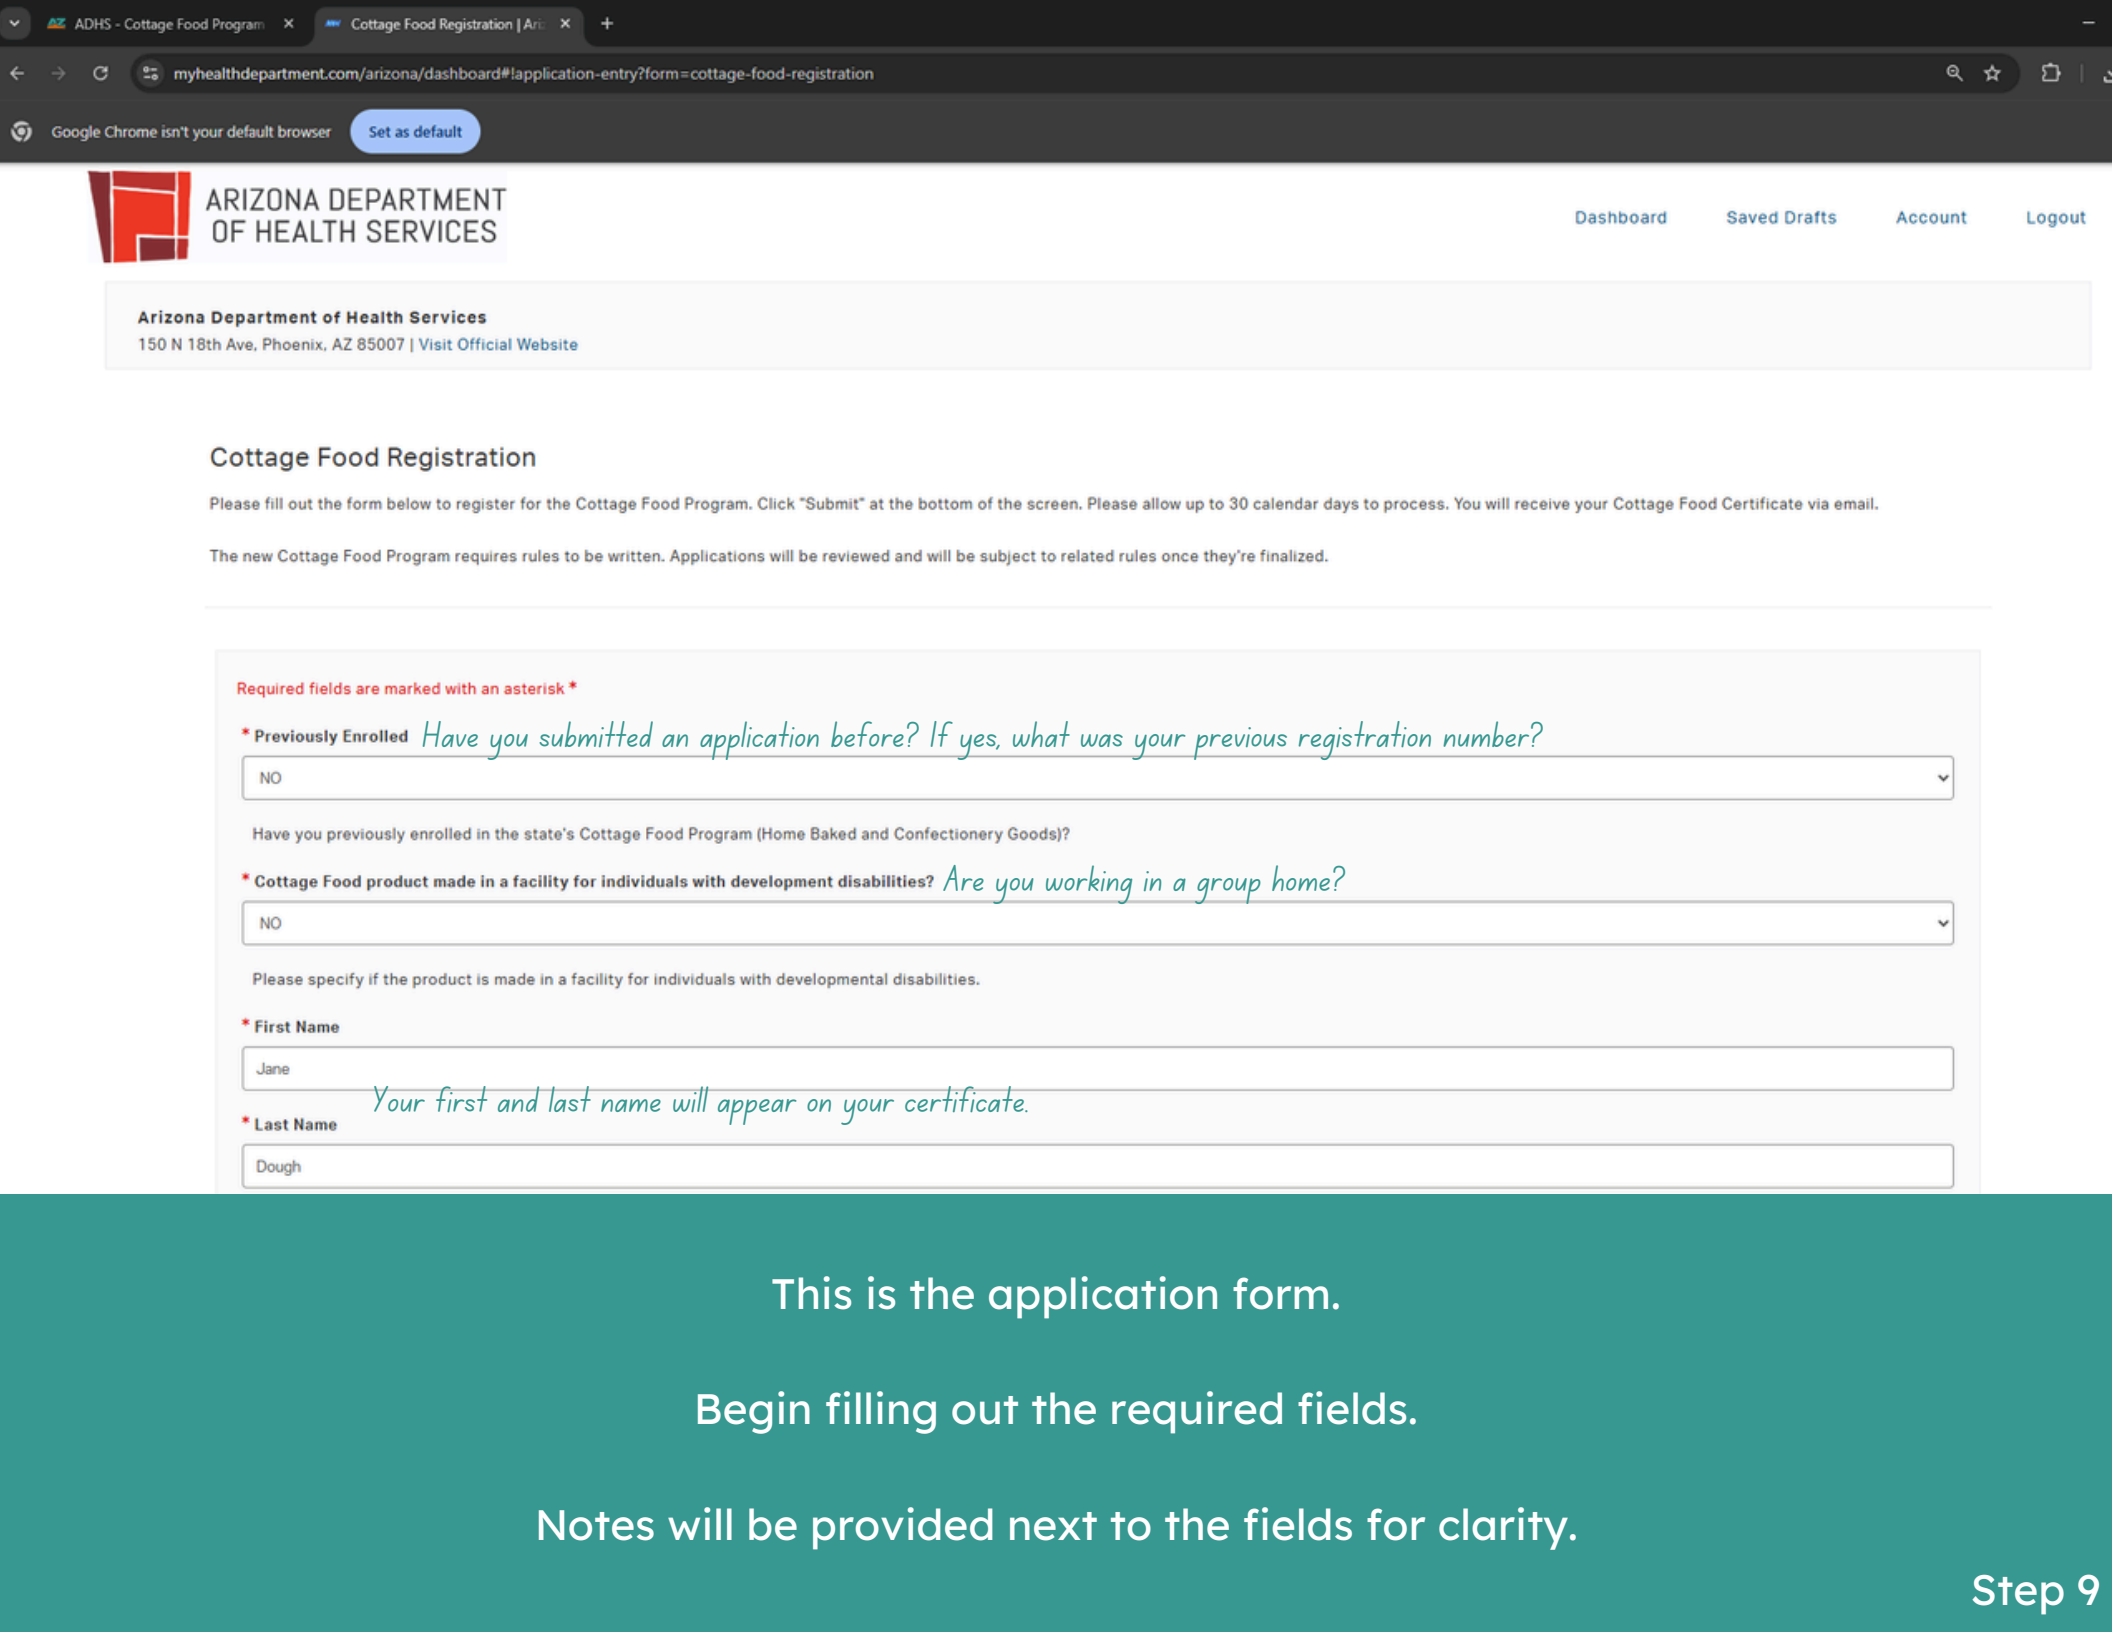 ADHS - Cottage Food Program
Cottage Food Registration | Ari
myhealthdepartment.com/arizona/dashboard#!application-entry?form=cottage-food-registration
Google Chrome isn't your default browser Set as default
ARIZONA DEPARTMENT
OF HEALTH SERVICES
Dashboard Saved Drafts Account Logout
Arizona Department of Health Services
150 N 18th Ave, Phoenix, AZ 85007 | Visit Official Website
Cottage Food Registration
Please fill out the form below to register for the Cottage Food Program. Click "Submit" at the bottom of the screen. Please allow up to 30 calendar days to process. You will receive your Cottage Food Certificate via email.
The new Cottage Food Program requires rules to be written. Applications will be reviewed and will be subject to related rules once they're finalized.
Required fields are marked with an asterisk *
* Previously Enrolled Have you submitted an application before? If yes, what was your previous registration number?
NO
Have you previously enrolled in the state's Cottage Food Program (Home Baked and Confectionery Goods)?
* Cottage Food product made in a facility for individuals with development disabilities? Are you working in a group home?
NO
Please specify if the product is made in a facility for individuals with developmental disabilities.
* First Name
Jane
Your first and last name will appear on your certificate.
* Last Name
Dough
This is the application form.
Begin filling out the required fields.
Notes will be provided next to the fields for clarity.
Step 9